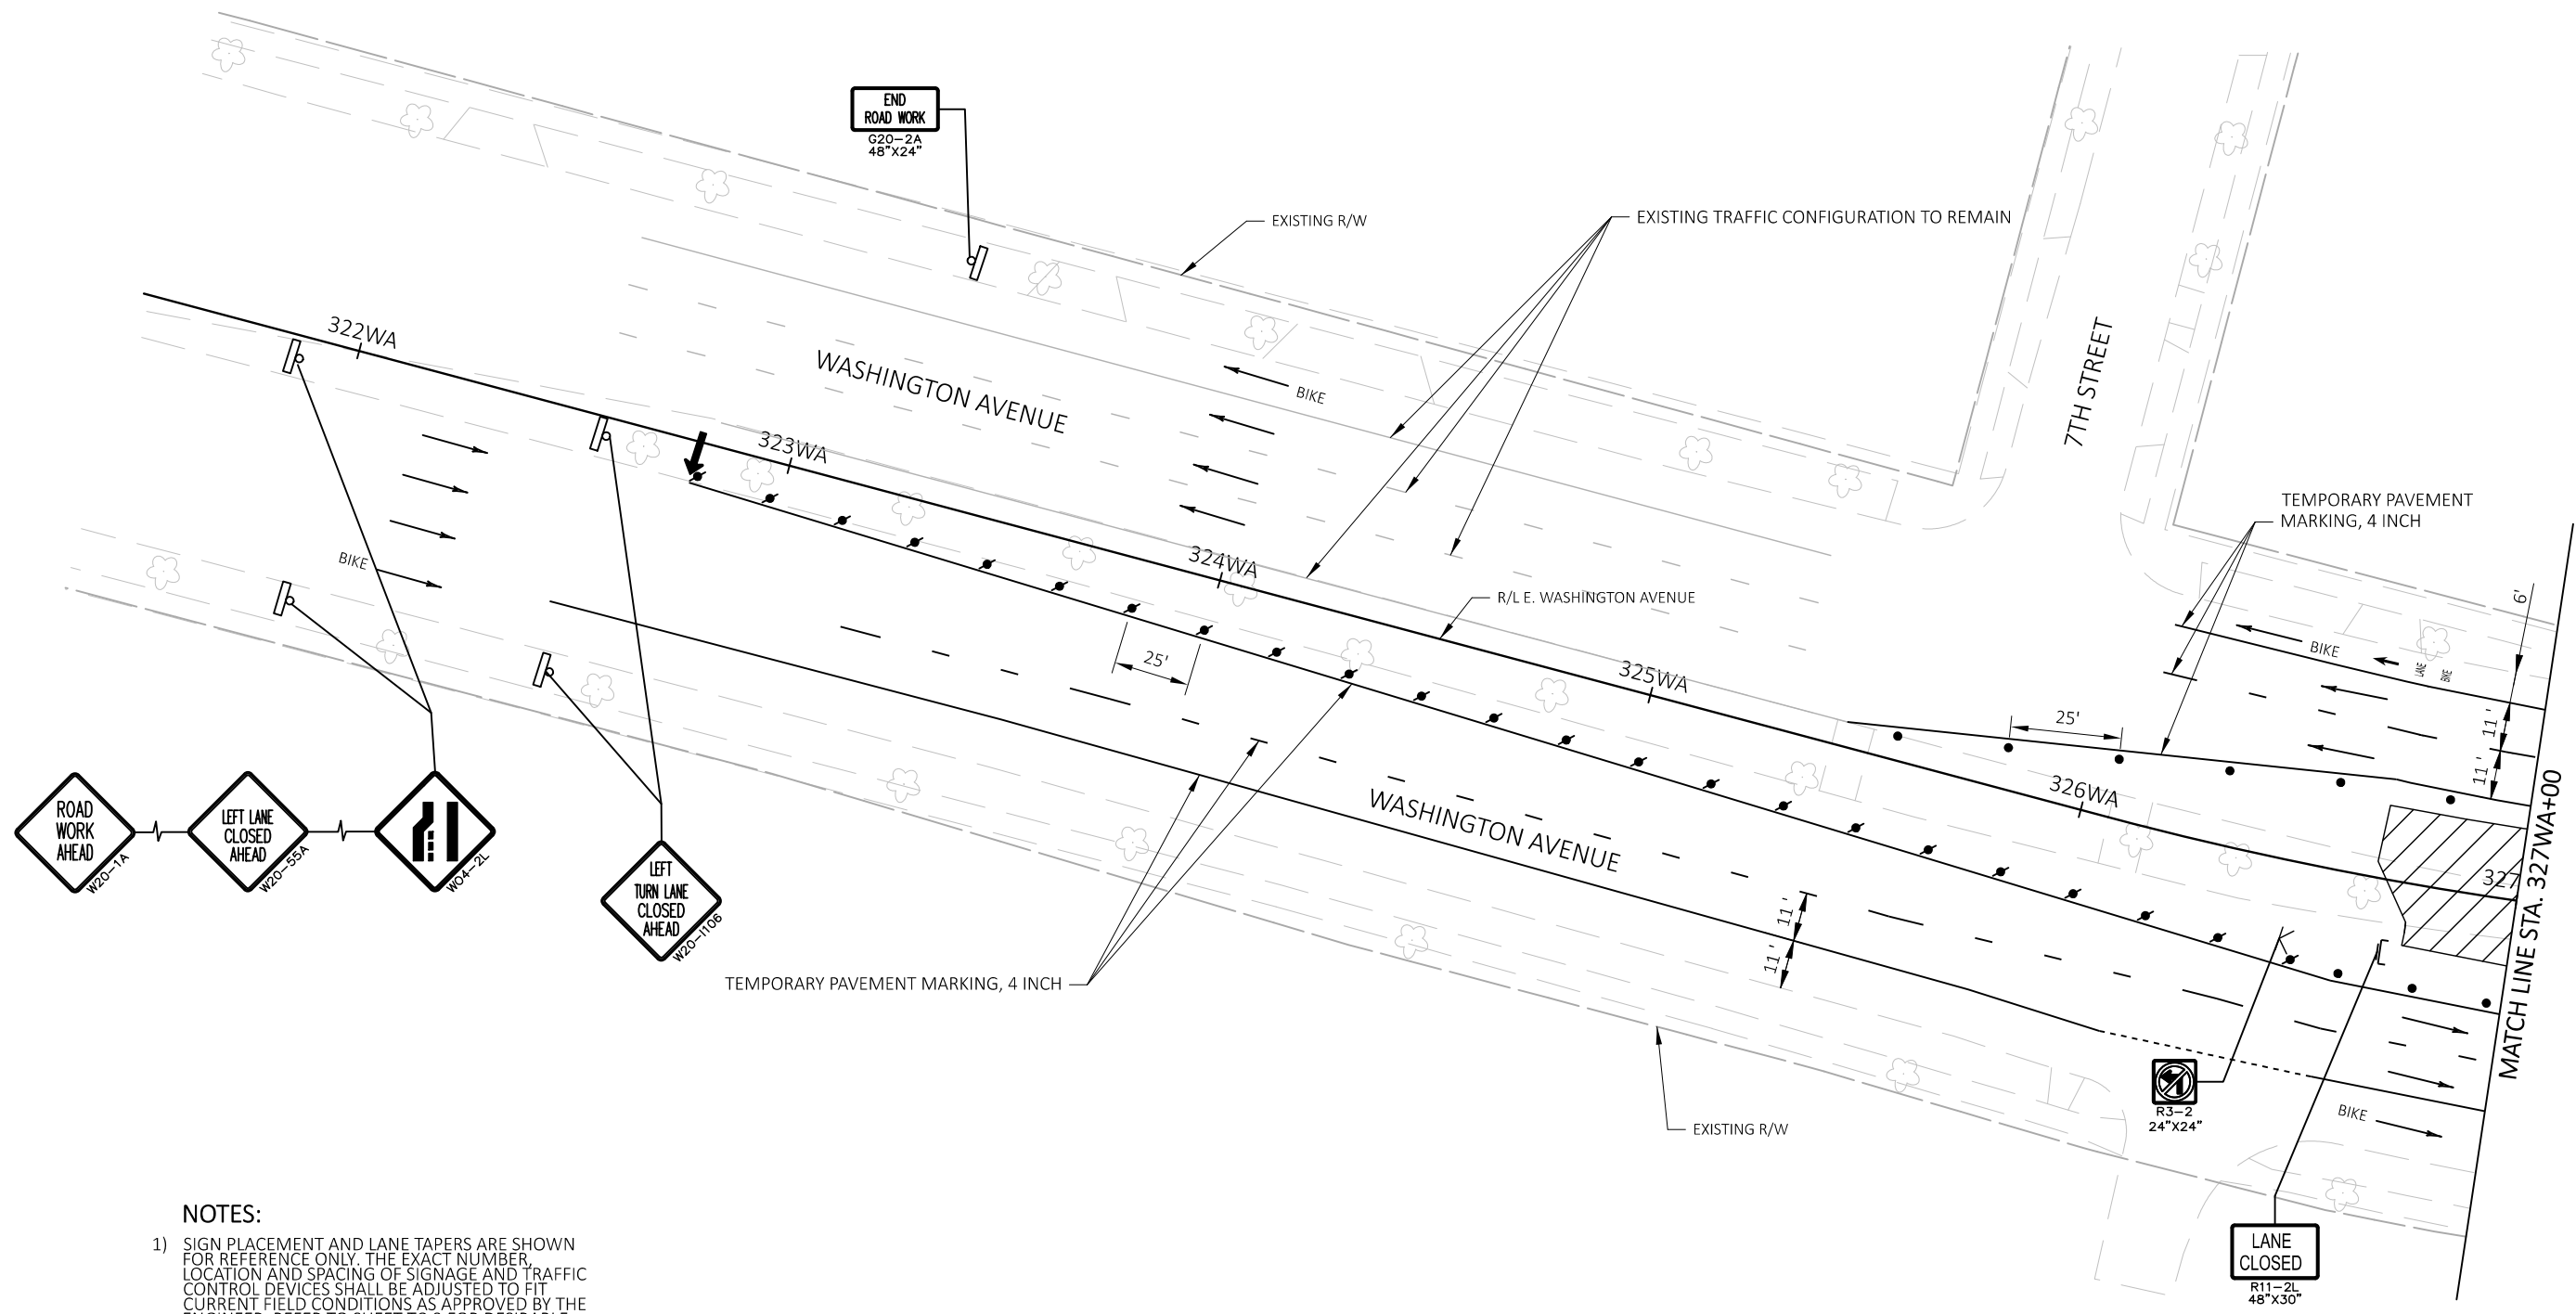 END
ROAD WORK
G20-2A
48"X24"
EXISTING R/W
EXISTING TRAFFIC CONFIGURATION TO REMAIN
322WA
WASHINGTON AVENUE
BIKE
7TH STREET
323WA
TEMPORARY PAVEMENT
MARKING, 4 INCH
BIKE
324WA
R/L E. WASHINGTON AVENUE
6'
25'
325WA
BIKE
LANE
BIKE
25'
11'
11'
326WA
WASHINGTON AVENUE
ROAD
WORK
AHEAD
W20-1A
LEFT LANE
CLOSED
AHEAD
W20-55A
W04-2L
LEFT
TURN LANE
CLOSED
AHEAD
W20-I106
327
MATCH LINE STA. 327WA+00
11'
11'
TEMPORARY PAVEMENT MARKING, 4 INCH
R3-2
24"X24"
BIKE
EXISTING R/W
LANE
CLOSED
R11-2L
48"X30"
NOTES:
1) SIGN PLACEMENT AND LANE TAPERS ARE SHOWN
FOR REFERENCE ONLY. THE EXACT NUMBER,
LOCATION AND SPACING OF SIGNAGE AND TRAFFIC
CONTROL DEVICES SHALL BE ADJUSTED TO FIT
CURRENT FIELD CONDITIONS AS APPROVED BY THE